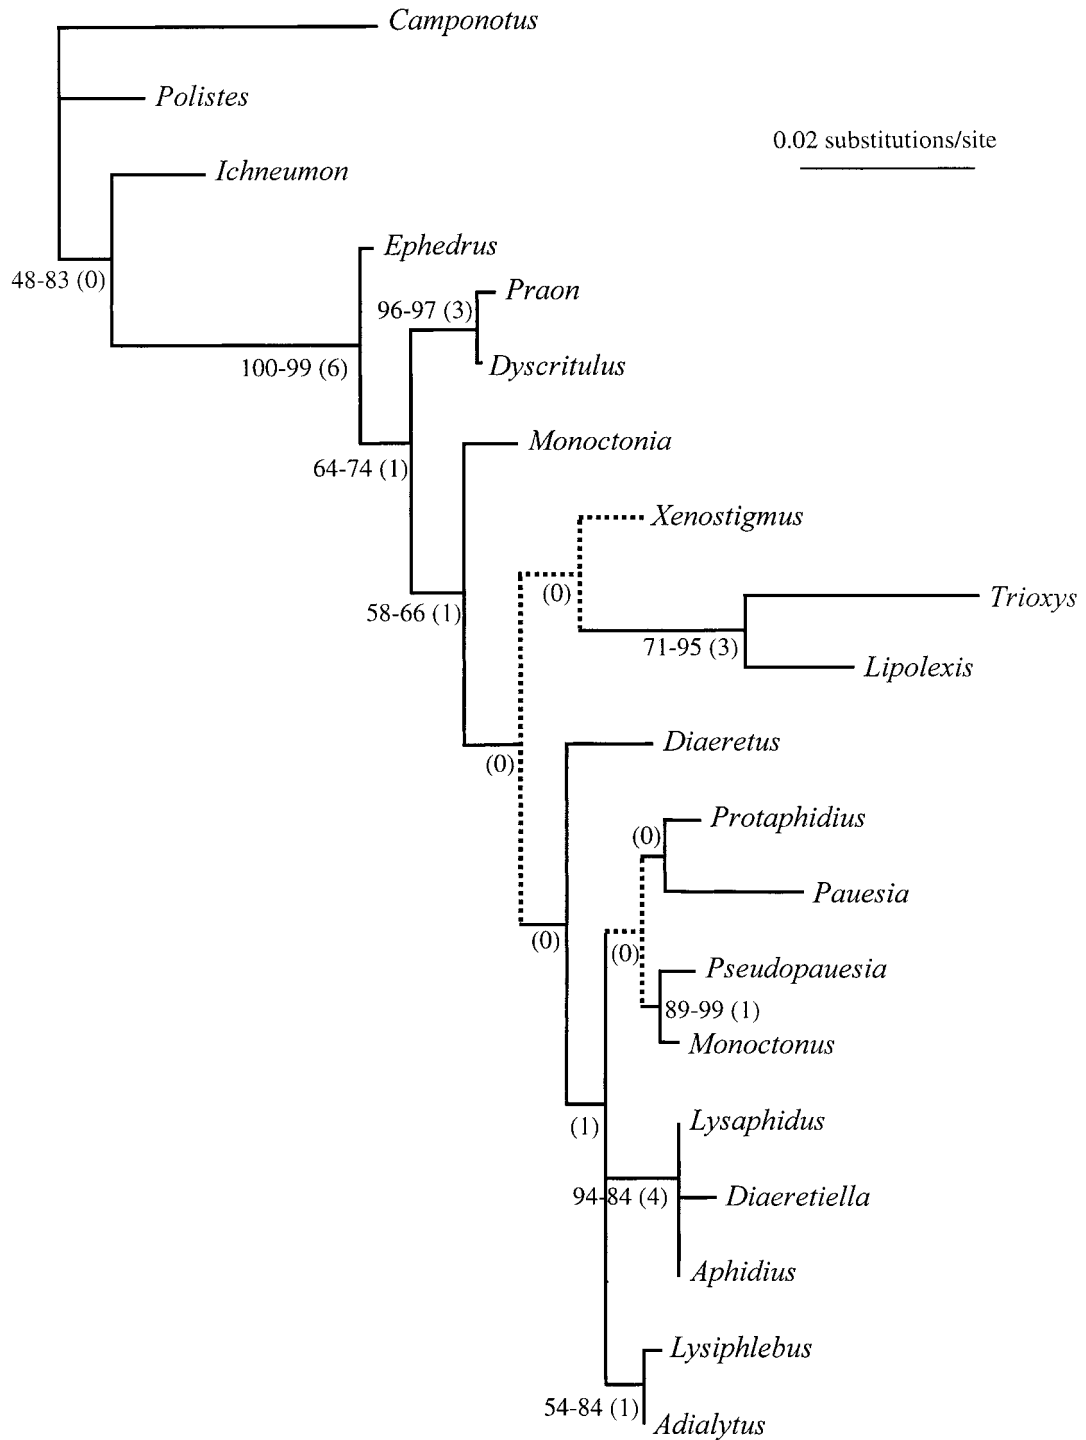 Camponotus
Polistes
0.02 substitutions/site
Ichneumon
Ephedrus
48-83 (0)
Praon
96-97 (3)
100-99 (6)
Dyscritulus
Monoctonia
64-74 (1)
Xenostigmus
(0)
Trioxys
58-66 (1)
71-95 (3)
Lipolexis
Diaeretus
(0)
Protaphidius
(0)
Pauesia
(0)
(0)
Pseudopauesia
89-99 (1)
Monoctonus
Lysaphidus
(1)
94-84 (4)
Diaeretiella
Aphidius
Lysiphlebus
54-84 (1)
Adialytus